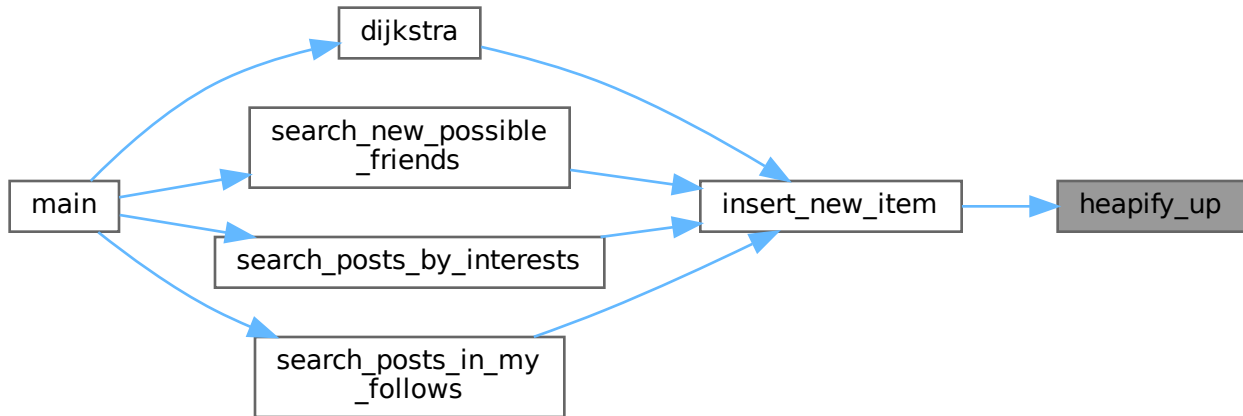 dijkstra
search_new_possible
_friends
main
insert_new_item
heapify_up
search_posts_by_interests
search_posts_in_my
_follows